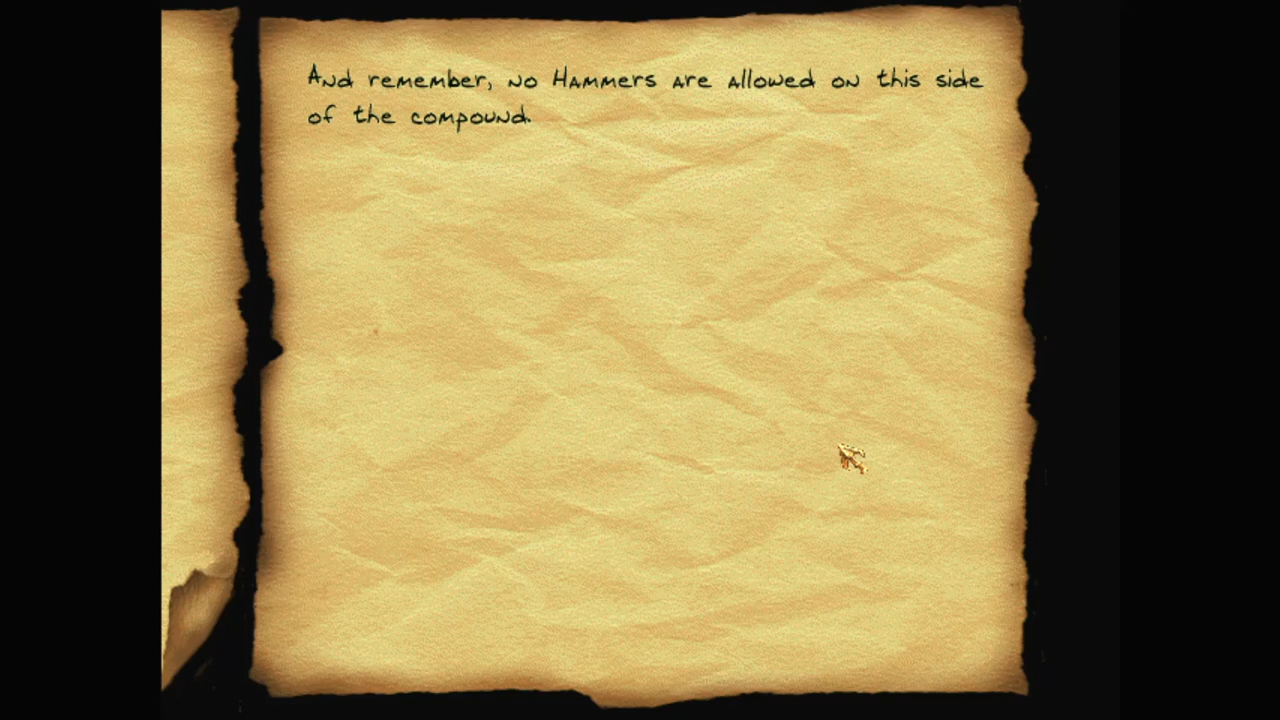 And remember, no Hammers are allowed on this side
of the compound.